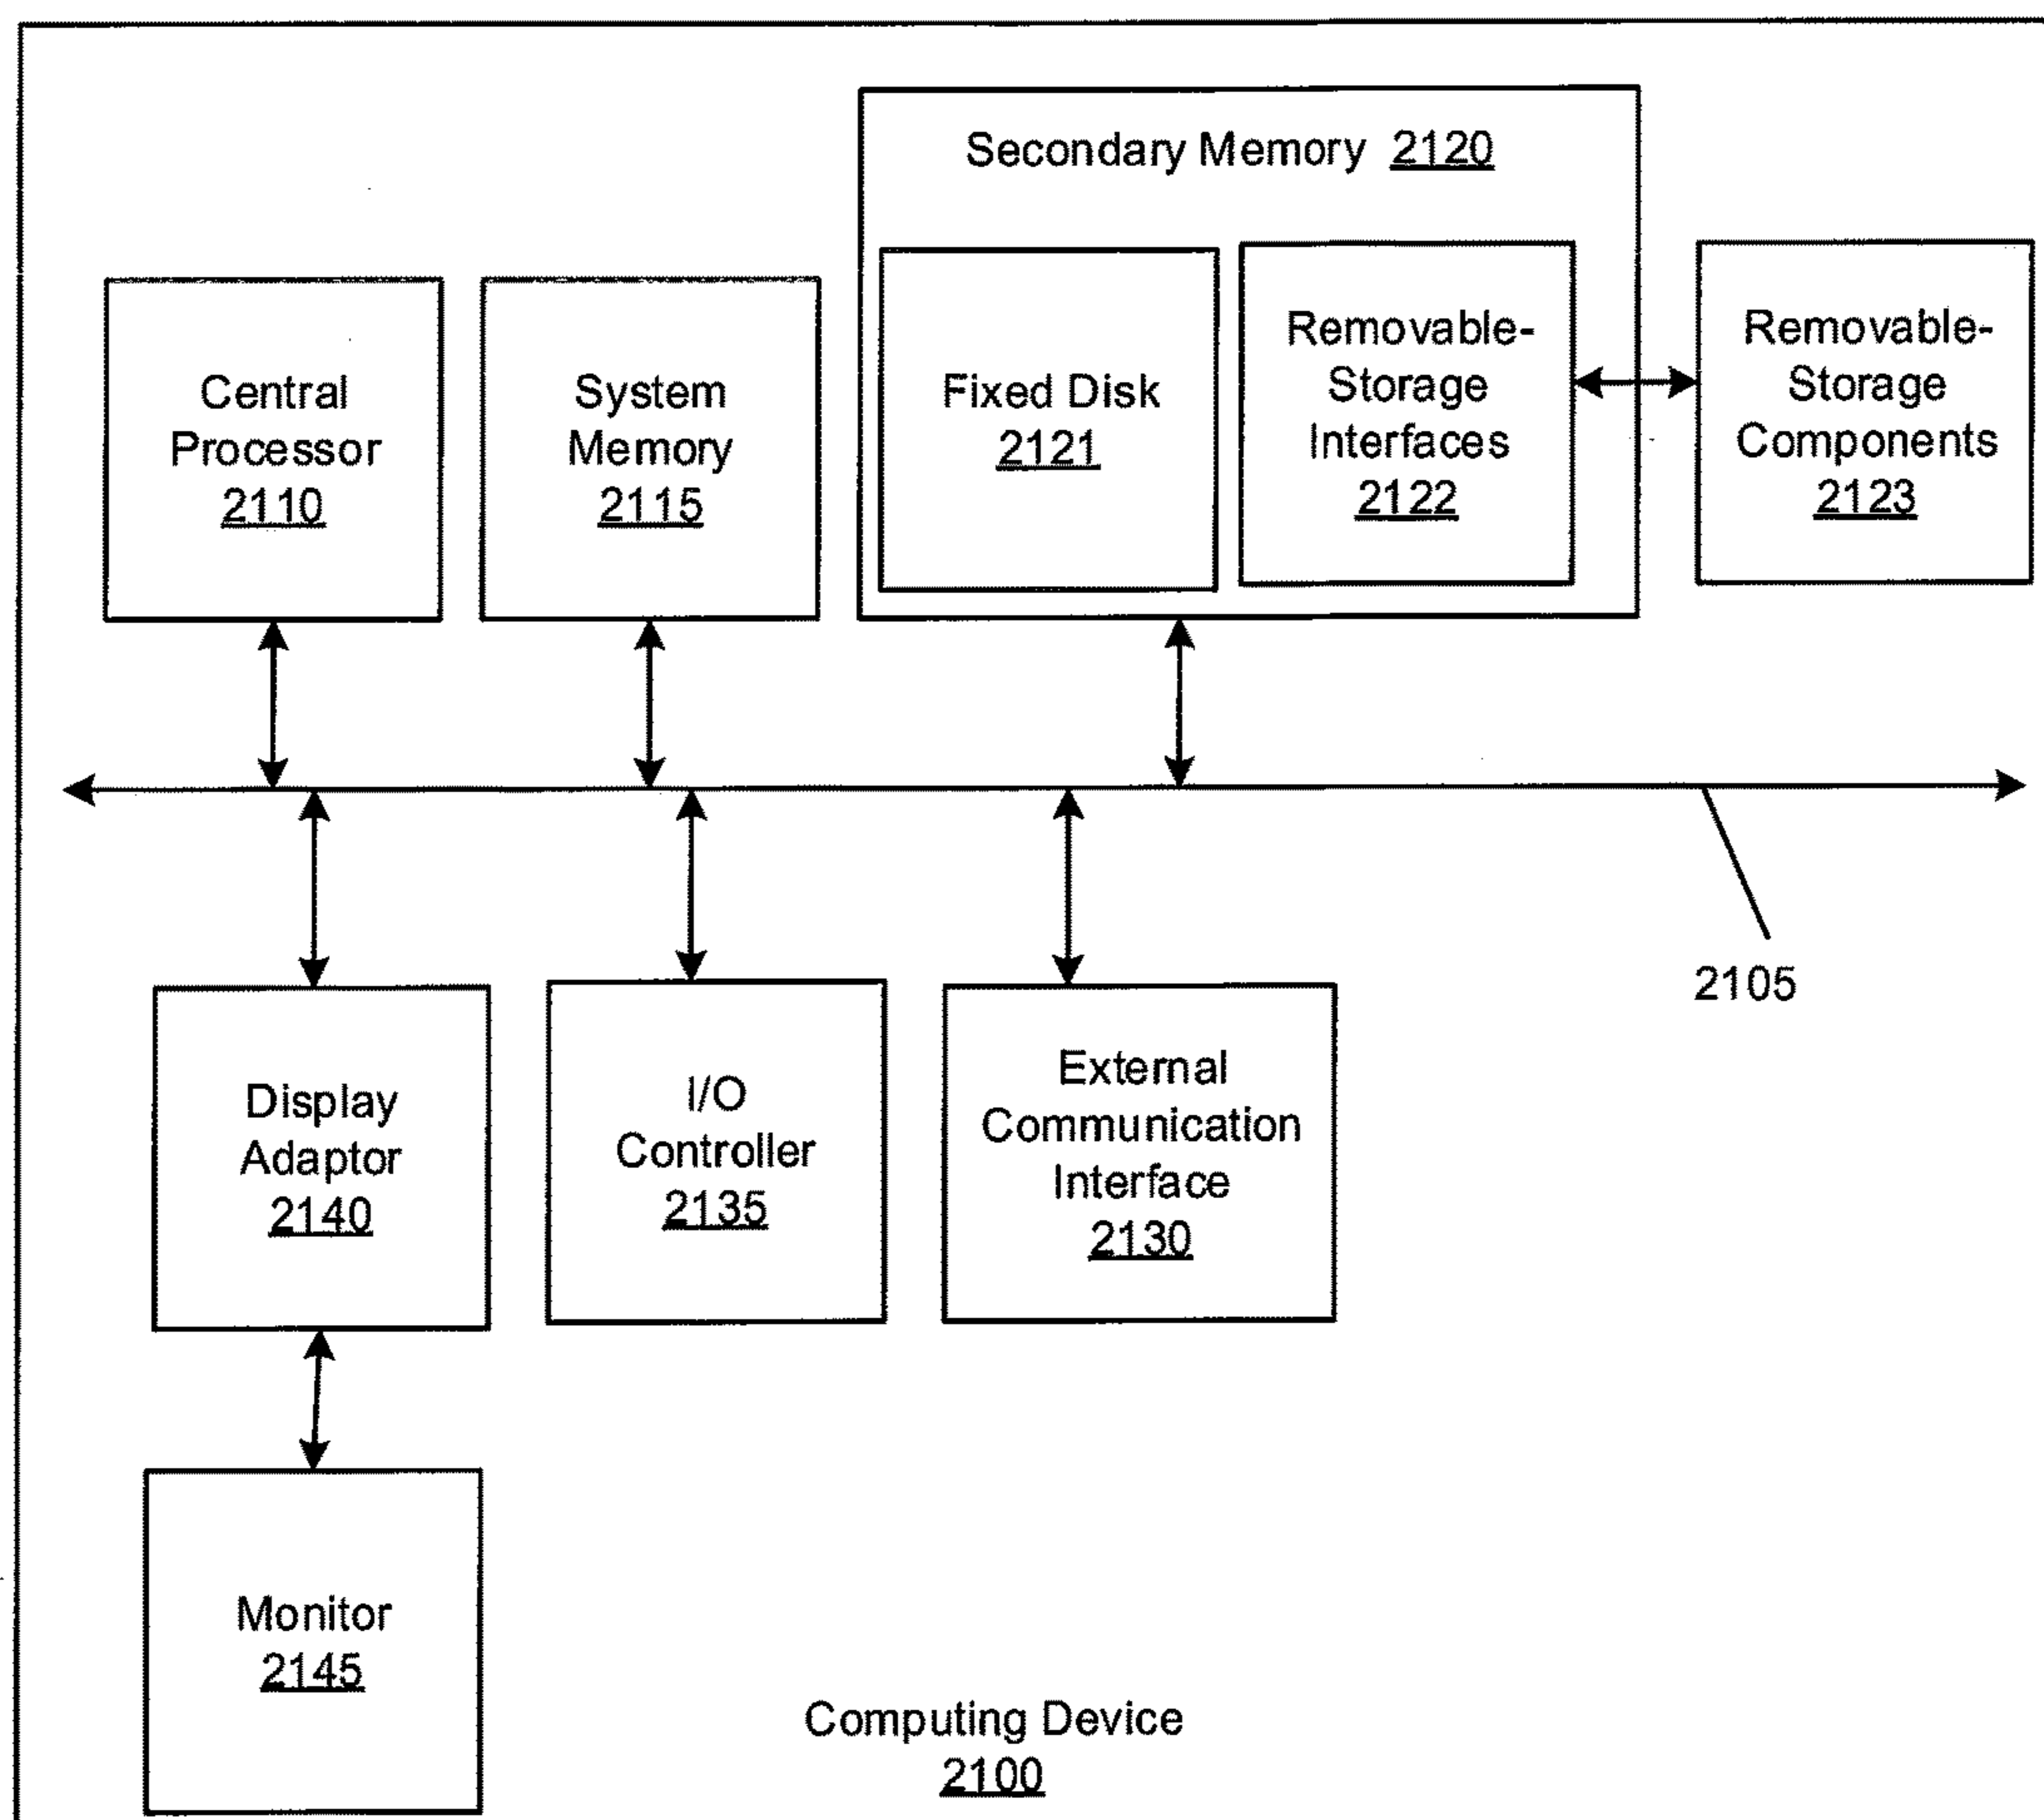 Secondary Memory 2120
Central
Processor
2110
System
Memory
2115
Fixed Disk
2121
Removable-
Storage
Interfaces
2122
Removable-
Storage
Components
2123
2105
Display
Adaptor
2140
I/O
Controller
2135
External
Communication
Interface
2130
Monitor
2145
Computing Device
2100